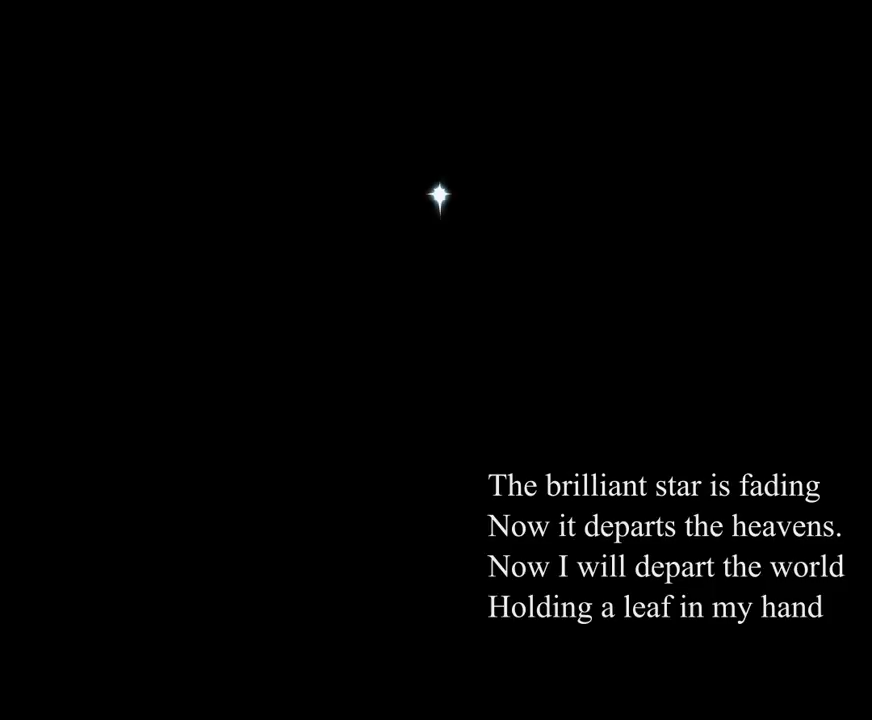 The brilliant star is fading
Now it departs the heavens.
Now I will depart the world
Holding a leaf in my hand